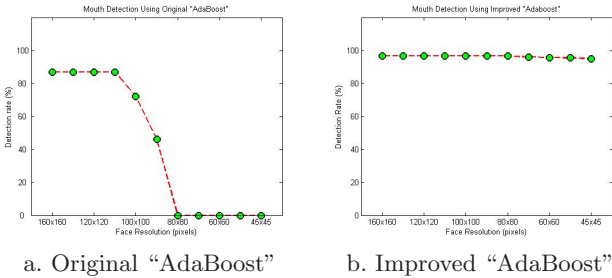 Mouth Detection Using Original "AdaBoost"
Detection rate (%)
100
80
60
40
20
0
160x160 120x120 100x100 80x80 60x60 45x45
Face Resolution (pixels)
a. Original “AdaBoost”
Mouth Detection Using Improved "Adaboost"
Detection Rate (%)
100
80
60
40
20
0
160x160 120x120 100x100 80x80 60x60 45x45
Face Resolution (pixels)
b. Improved “AdaBoost”